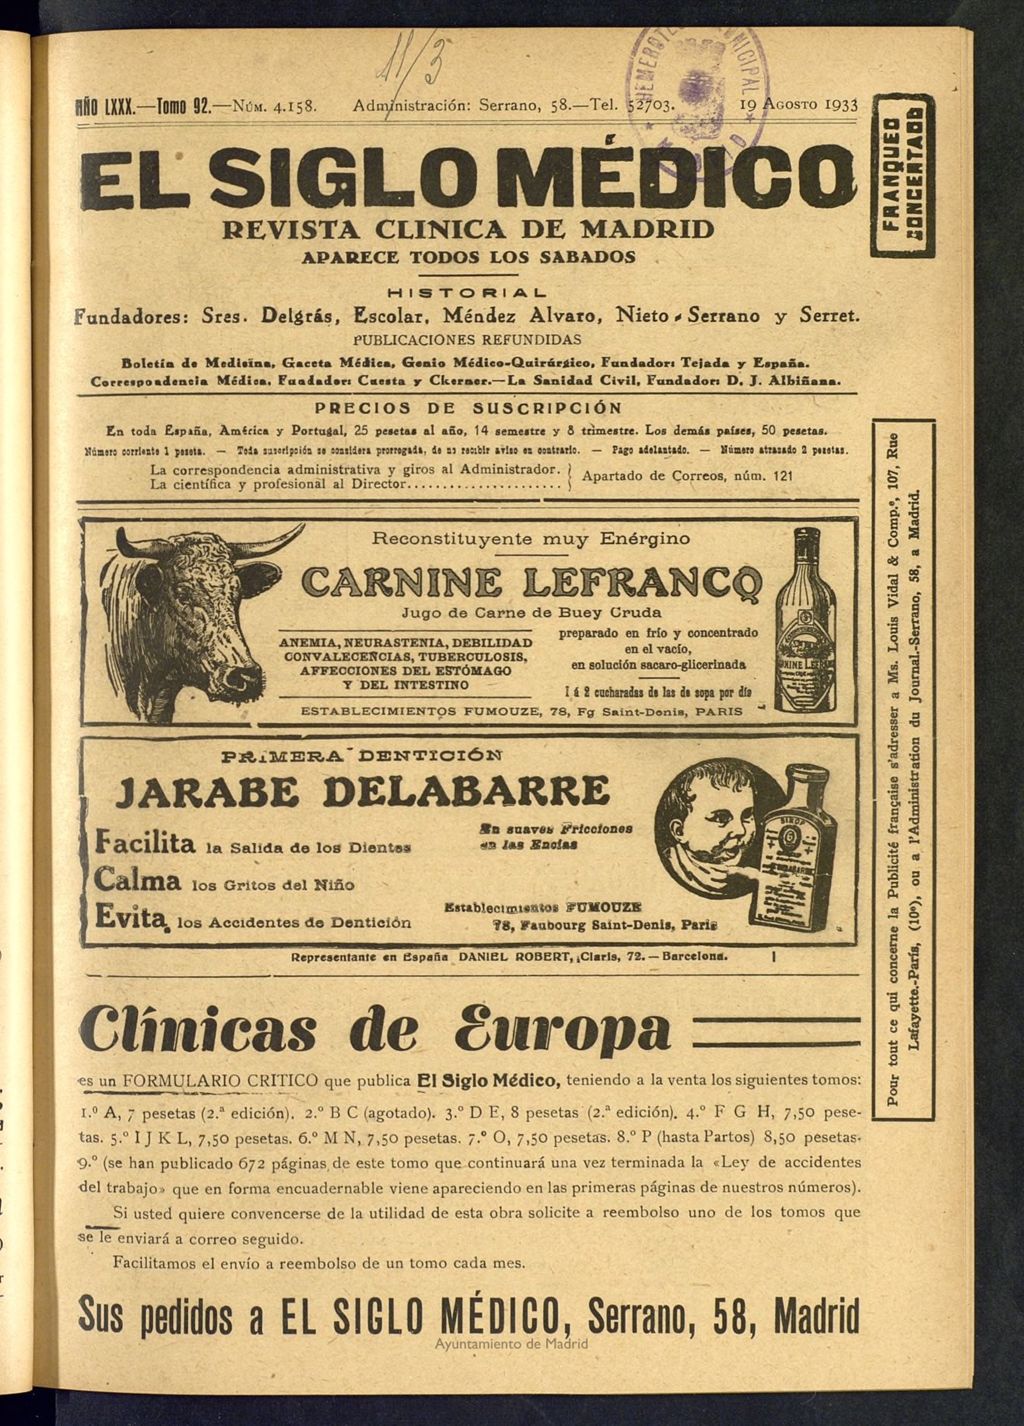 11/3
AÑO LXXX.—Tomo 92.—NÚM. 4.158. Administración: Serrano, 58.—Tel. 52703. 19 AGOSTO 1933
HEMEROTECA MUNICIPAL
FRANQUEO
CONCERTADO
EL SIGLO MÉDICO
REVISTA CLINICA DE MADRID
APARECE TODOS LOS SABADOS
HISTORIAL
Fundadores: Sres. Delgrás, Escolar, Méndez Alvaro, Nieto Serrano y Serret.
PUBLICACIONES REFUNDIDAS
Boletín de Medicina, Gaceta Médica, Genio Médico-Quirúrgico, Fundador: Tejada y España.
Correspondencia Médica, Fundador: Cuesta y Ckerner.—La Sanidad Civil, Fundador: D. J. Albiñana.
PRECIOS DE SUSCRIPCIÓN
En toda España, América y Portugal, 25 pesetas al año, 14 semestre y 8 trimestre. Los demás países, 50 pesetas.
Número corriente 1 peseta. — Toda suscripción se considera prorrogada, de no recibir aviso en contrario. — Pago adelantado. — Número atrasado 2 pesetas.
La correspondencia administrativa y giros al Administrador.
La científica y profesional al Director.....................
Apartado de Correos, núm. 121
Reconstituyente muy Enérgino
CARNINE LEFRANCQ
Jugo de Carne de Buey Cruda
ANEMIA, NEURASTENIA, DEBILIDAD
CONVALECENCIAS, TUBERCULOSIS,
AFFECCIONES DEL ESTÓMAGO
Y DEL INTESTINO
preparado en frío y concentrado
en el vacío,
en solución sacaro-glicerinada
1 á 2 cucharadas de las de sopa por día
ESTABLECIMIENTOS FUMOUZE, 78, Fg Saint-Denis, PARIS
PRIMERA DENTICIÓN
JARABE DELABARRE
Facilita la Salida de los Dientes
Calma los Gritos del Niño
Evita los Accidentes de Dentición
En suaves Fricciones
en las Encias
Establecimientos FUMOUZE
78, Faubourg Saint-Denis, Paris
SIROP
DELABARRE
Representante en España DANIEL ROBERT, Claris, 72. — Barcelona.
Clínicas de Europa
es un FORMULARIO CRITICO que publica El Siglo Médico, teniendo a la venta los siguientes tomos:
1.º A, 7 pesetas (2.ª edición). 2.º B C (agotado). 3.º D E, 8 pesetas (2.ª edición). 4.º F G H, 7,50 pese-
tas. 5.º I J K L, 7,50 pesetas. 6.º M N, 7,50 pesetas. 7.º O, 7,50 pesetas. 8.º P (hasta Partos) 8,50 pesetas.
9.º (se han publicado 672 páginas de este tomo que continuará una vez terminada la «Ley de accidentes
del trabajo» que en forma encuadernable viene apareciendo en las primeras páginas de nuestros números).
Si usted quiere convencerse de la utilidad de esta obra solicite a reembolso uno de los tomos que
se le enviará a correo seguido.
Facilitamos el envío a reembolso de un tomo cada mes.
Sus pedidos a EL SIGLO MÉDICO, Serrano, 58, Madrid
Pour tout ce qui concerne la Publicité française s'adresser a Ms. Louis Vidal & Comp.ª, 107, Rue
Lafayette.-París, (10º), ou a l'Administration du Journal.-Serrano, 58, a Madrid.
Ayuntamiento de Madrid